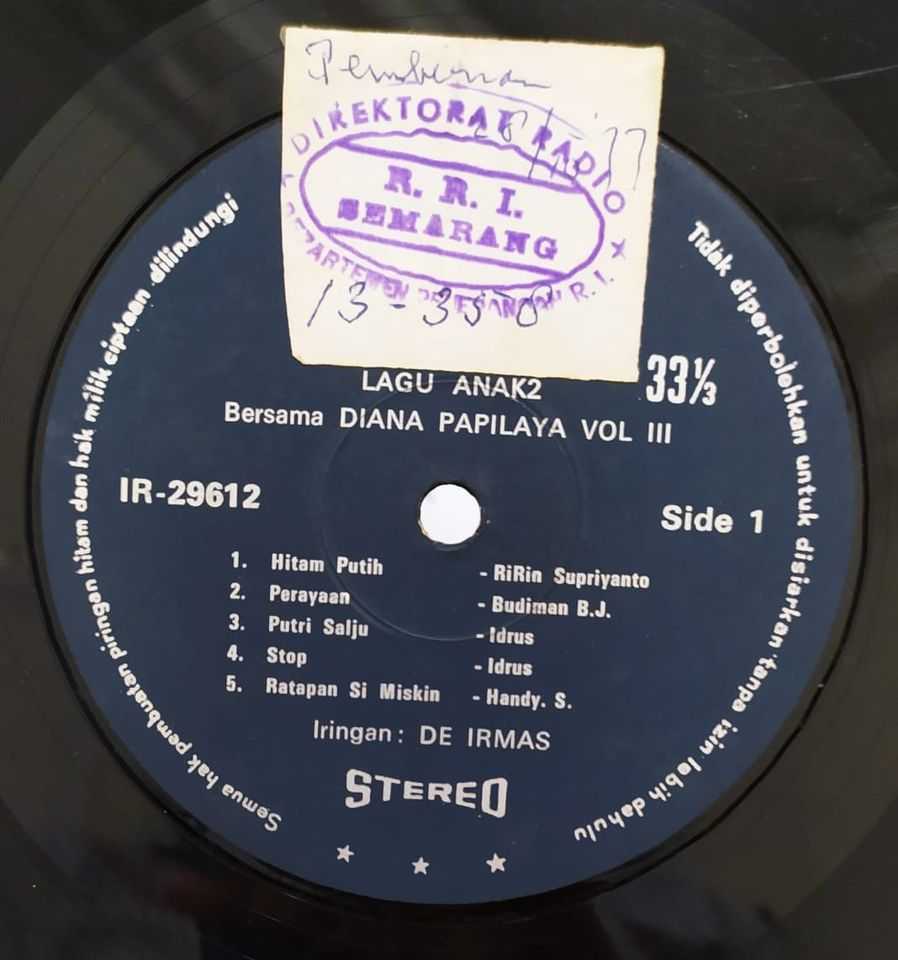 DIREKTORAT RADIO
R. R. I.
SEMARANG
13-358
LAGU ANAK2
33⅓
Bersama DIANA PAPILAYA VOL III
IR-29612
Side 1
1. Hitam Putih - RiRin Supriyanto
2. Perayaan - Budiman B.J.
3. Putri Salju - Idrus
4. Stop - Idrus
5. Ratapan Si Miskin - Handy. S.
Iringan: DE IRMAS
STEREO
Semua hak pembuatan piringan hitam dan hak milik ciptaan dilindungi
Tidak diperbolehkan untuk disiarkan tanpa izin lebih dahulu